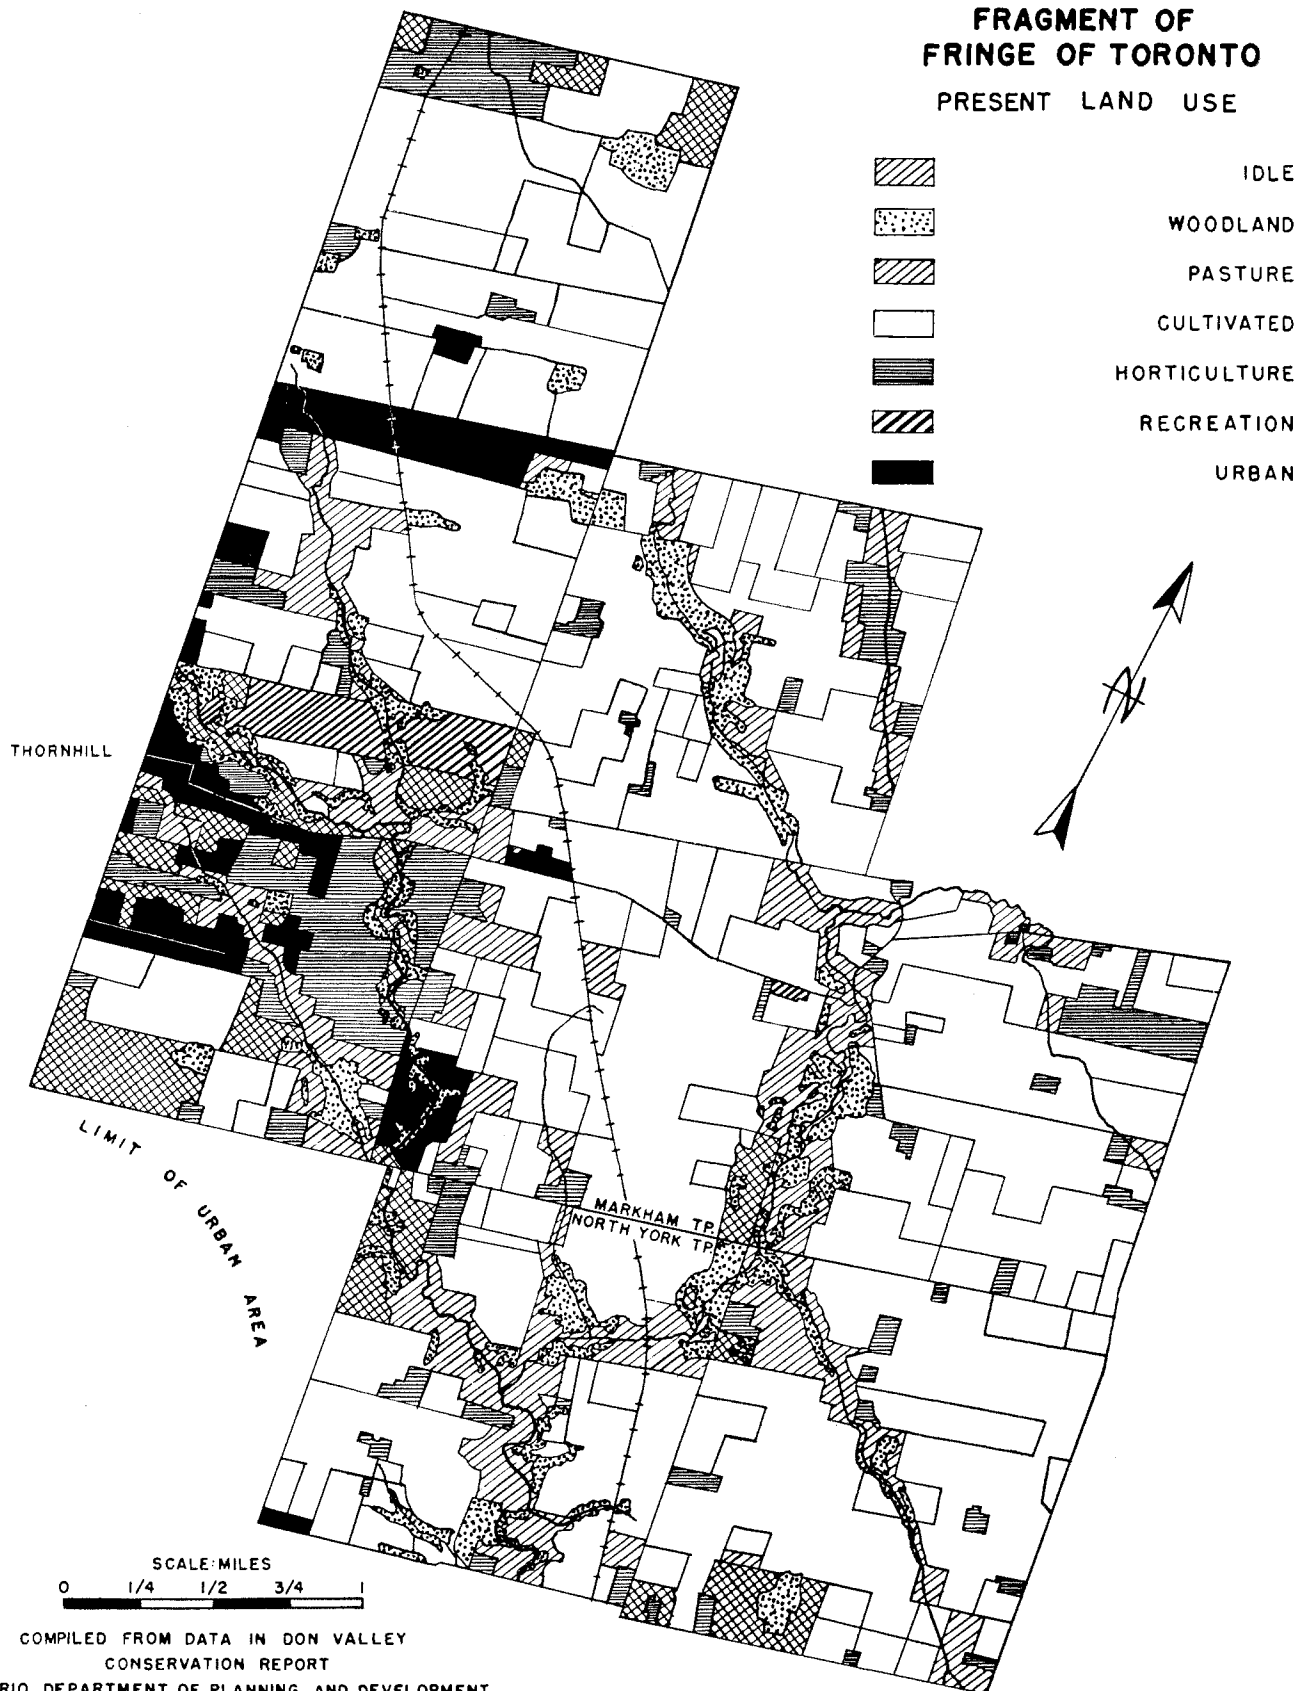 FRAGMENT OF
FRINGE OF TORONTO
PRESENT LAND USE
IDLE
WOODLAND
PASTURE
CULTIVATED
HORTICULTURE
RECREATION
URBAN
N
THORNHILL
LIMIT OF URBAN AREA
MARKHAM TP.
NORTH YORK TP.
SCALE: MILES
0 1/4 1/2 3/4 1
COMPILED FROM DATA IN DON VALLEY
CONSERVATION REPORT
DEPARTMENT OF PLANNING AND DEVELOPMENT